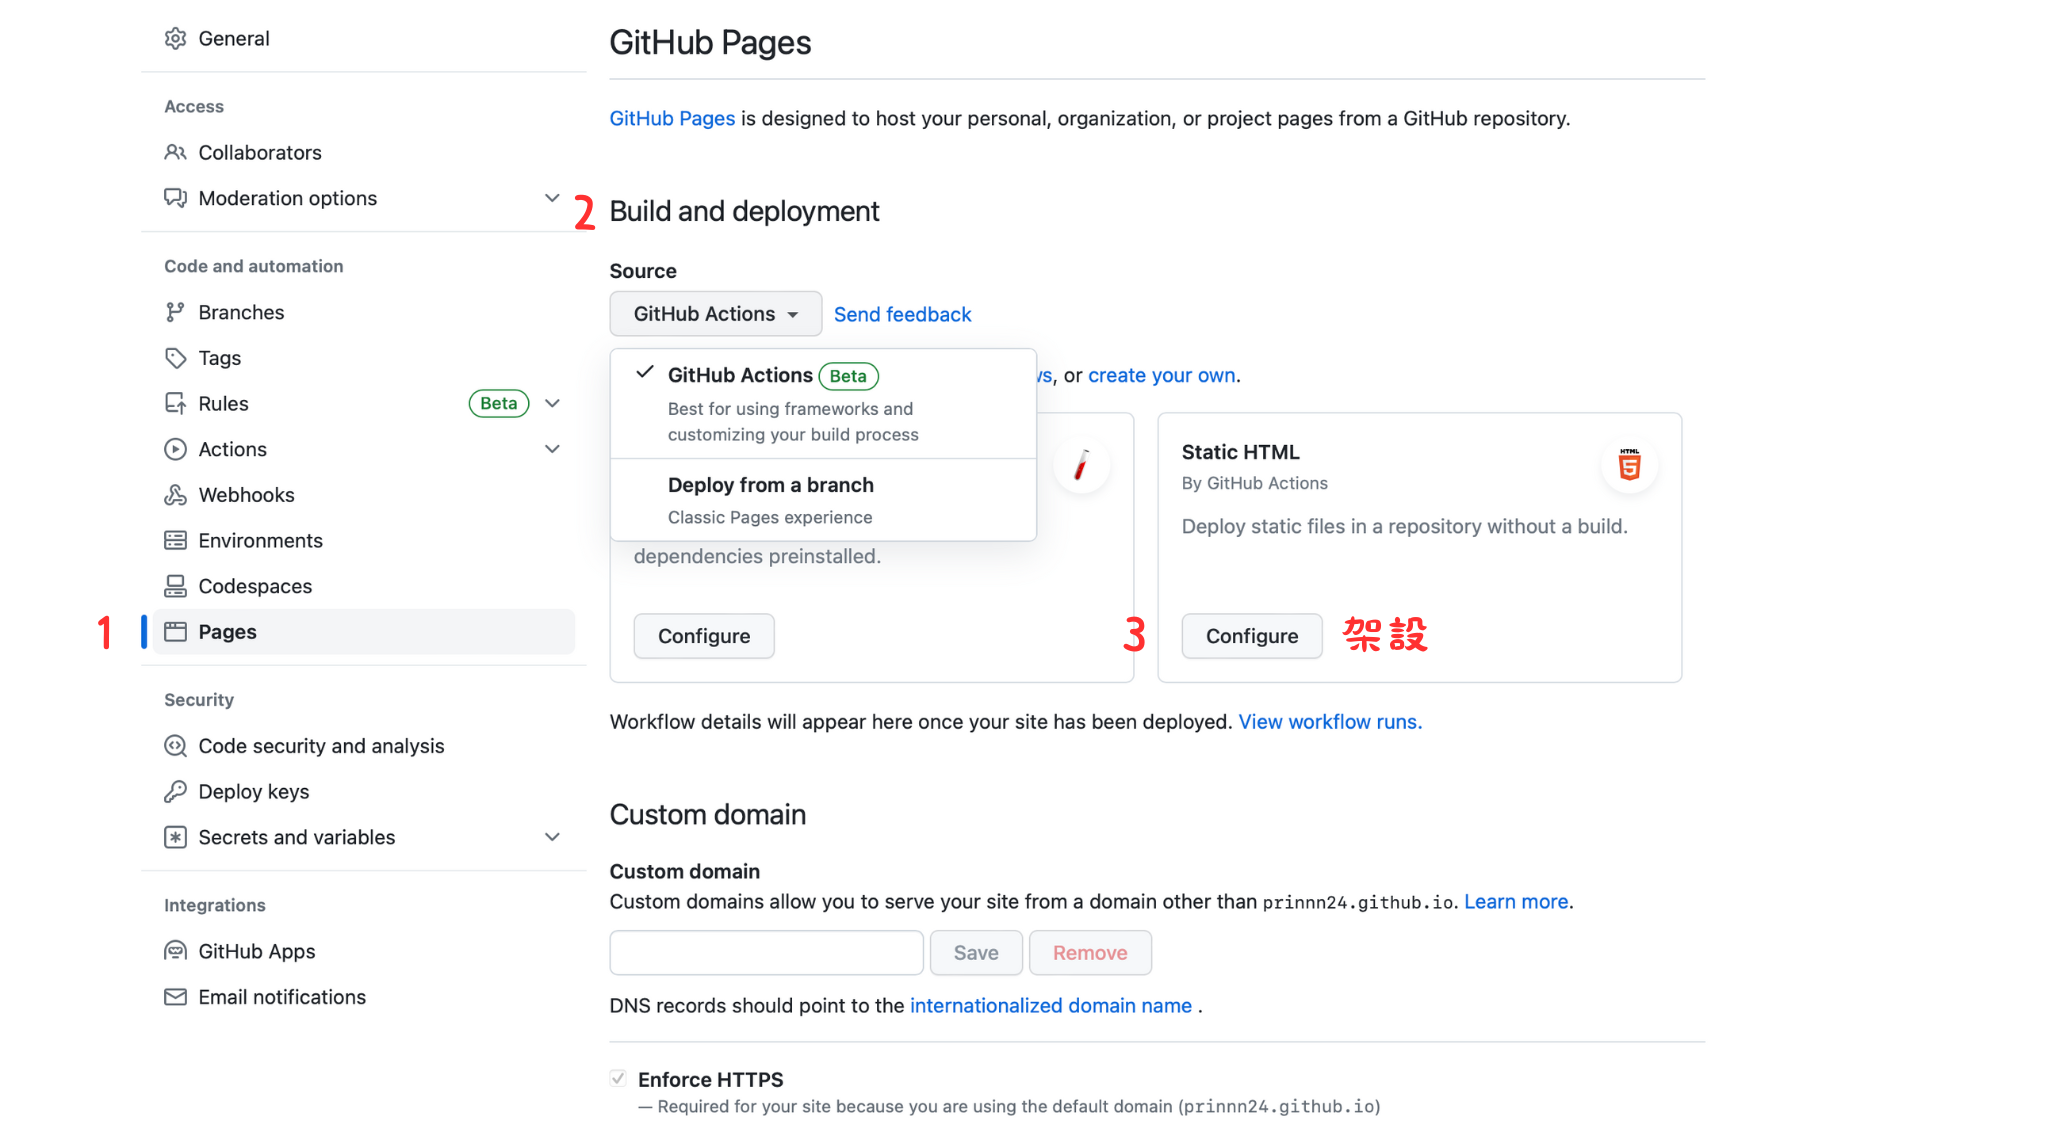 General
Access
Collaborators
Moderation options
Code and automation
Branches
Tags
Rules Beta
Actions
Webhooks
Environments
Codespaces
1 Pages
Security
Code security and analysis
Deploy keys
Secrets and variables
Integrations
GitHub Apps
Email notifications
GitHub Pages
GitHub Pages is designed to host your personal, organization, or project pages from a GitHub repository.
2 Build and deployment
Source
GitHub Actions Send feedback
GitHub Actions Beta
Best for using frameworks and
customizing your build process
Deploy from a branch
Classic Pages experience
, or create your own.
dependencies preinstalled.
Configure
Static HTML
HTML
5
By GitHub Actions
Deploy static files in a repository without a build.
3 Configure 架設
Workflow details will appear here once your site has been deployed. View workflow runs.
Custom domain
Custom domain
Custom domains allow you to serve your site from a domain other than prinnn24.github.io. Learn more.
Save Remove
DNS records should point to the internationalized domain name .
Enforce HTTPS
— Required for your site because you are using the default domain (prinnn24.github.io)